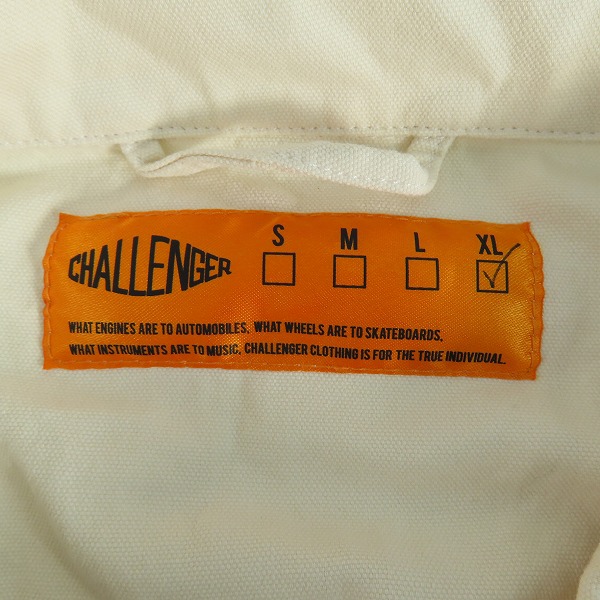 CHALLENGER
S M L XL
WHAT ENGINES ARE TO AUTOMOBILES, WHAT WHEELS ARE TO SKATEBOARDS,
WHAT INSTRUMENTS ARE TO MUSIC, CHALLENGER CLOTHING IS FOR THE TRUE INDIVIDUAL.